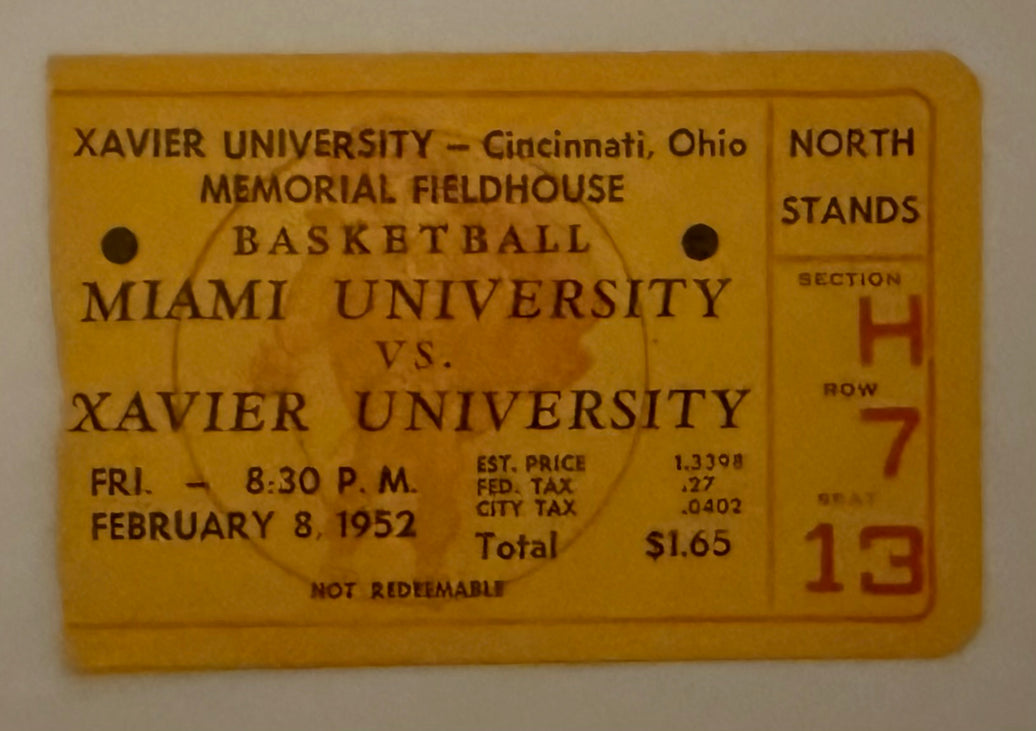 XAVIER UNIVERSITY – Cincinnati, Ohio
MEMORIAL FIELDHOUSE
BASKETBALL
MIAMI UNIVERSITY
VS.
XAVIER UNIVERSITY
FRI. – 8:30 P. M.
FEBRUARY 8, 1952
EST. PRICE 1.3398
FED. TAX .27
CITY TAX .0402
Total $1.65
NOT REDEEMABLE
NORTH
STANDS
SECTION
H
ROW
7
SEAT
13